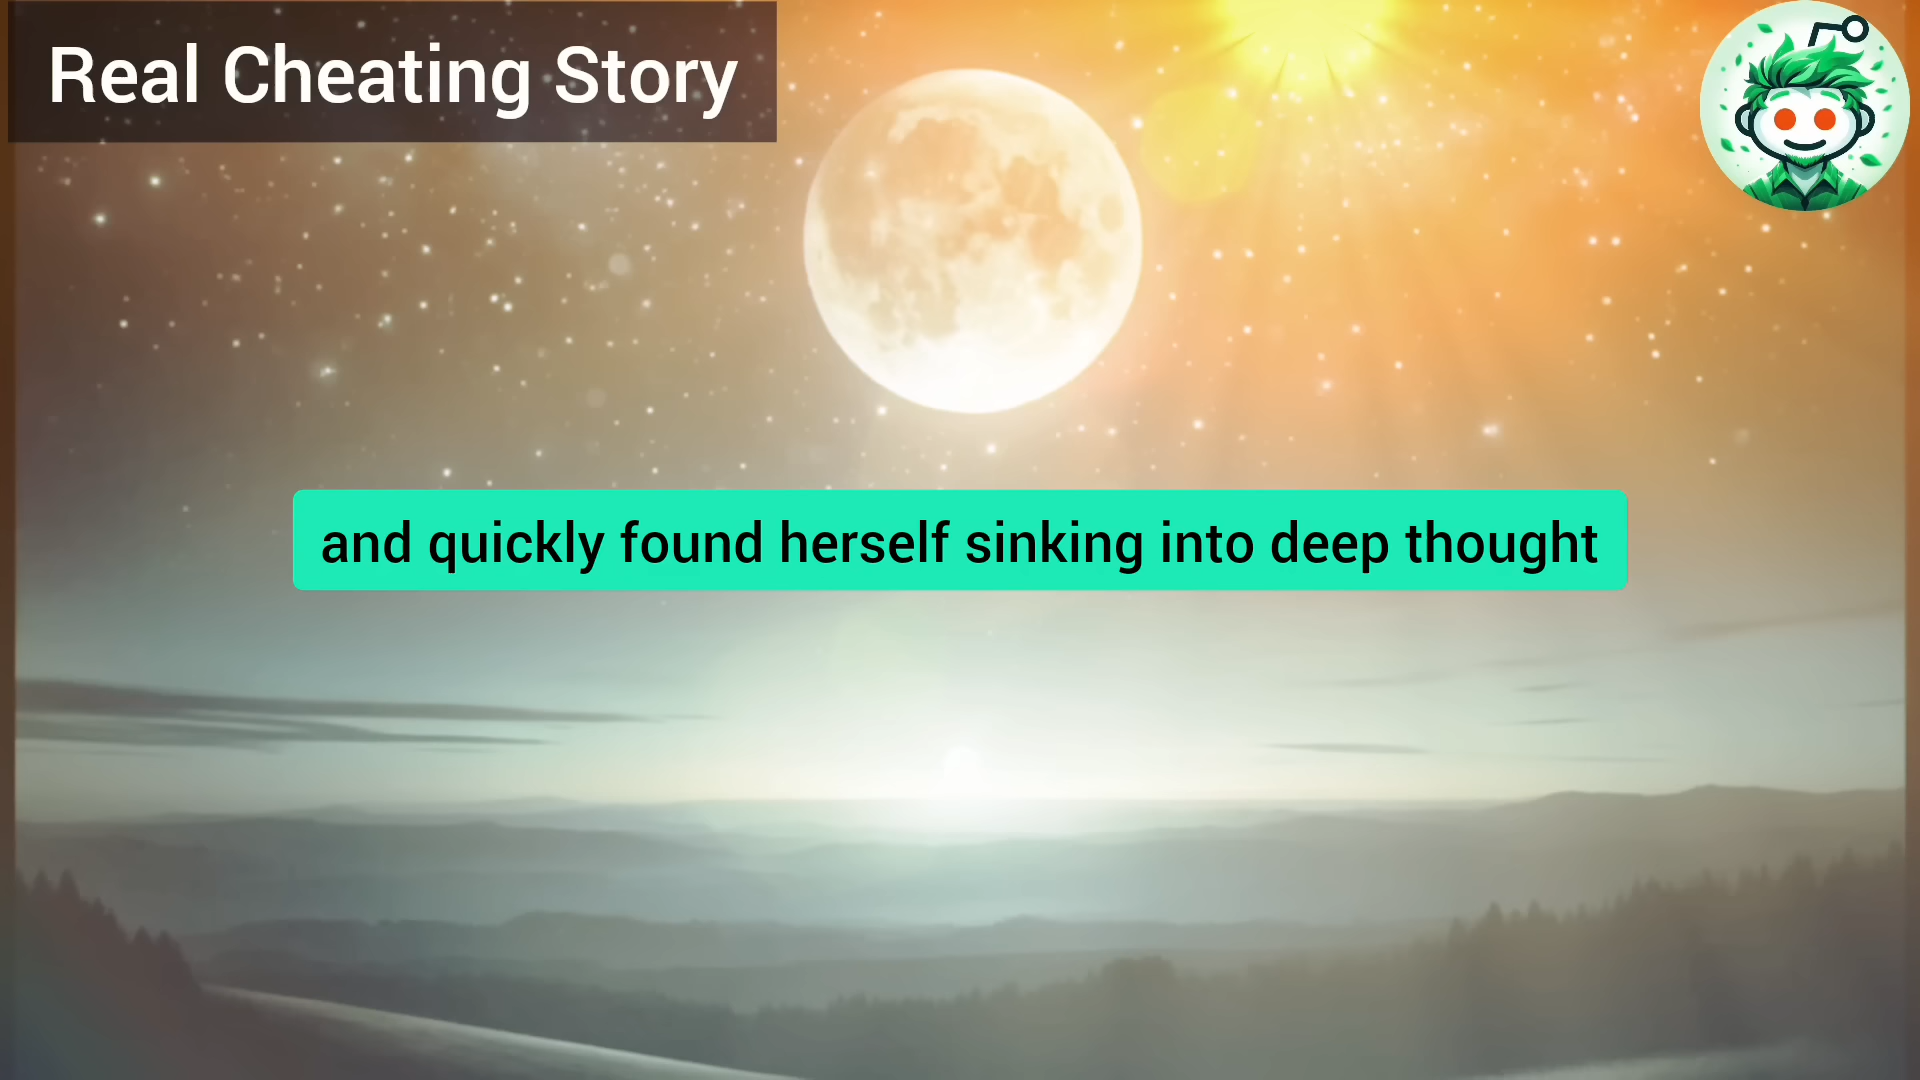 Real Cheating Story
and quickly found herself sinking into deep thought